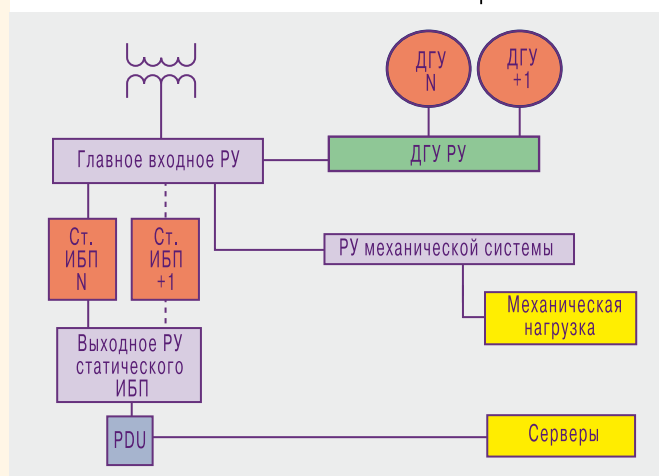 ДГУ
N
ДГУ
+1
Главное входное РУ
ДГУ РУ
Ст.
ИБП
N
Ст.
ИБП
+1
РУ механической системы
Механическая
нагрузка
Выходное РУ
статического
ИБП
PDU
Серверы